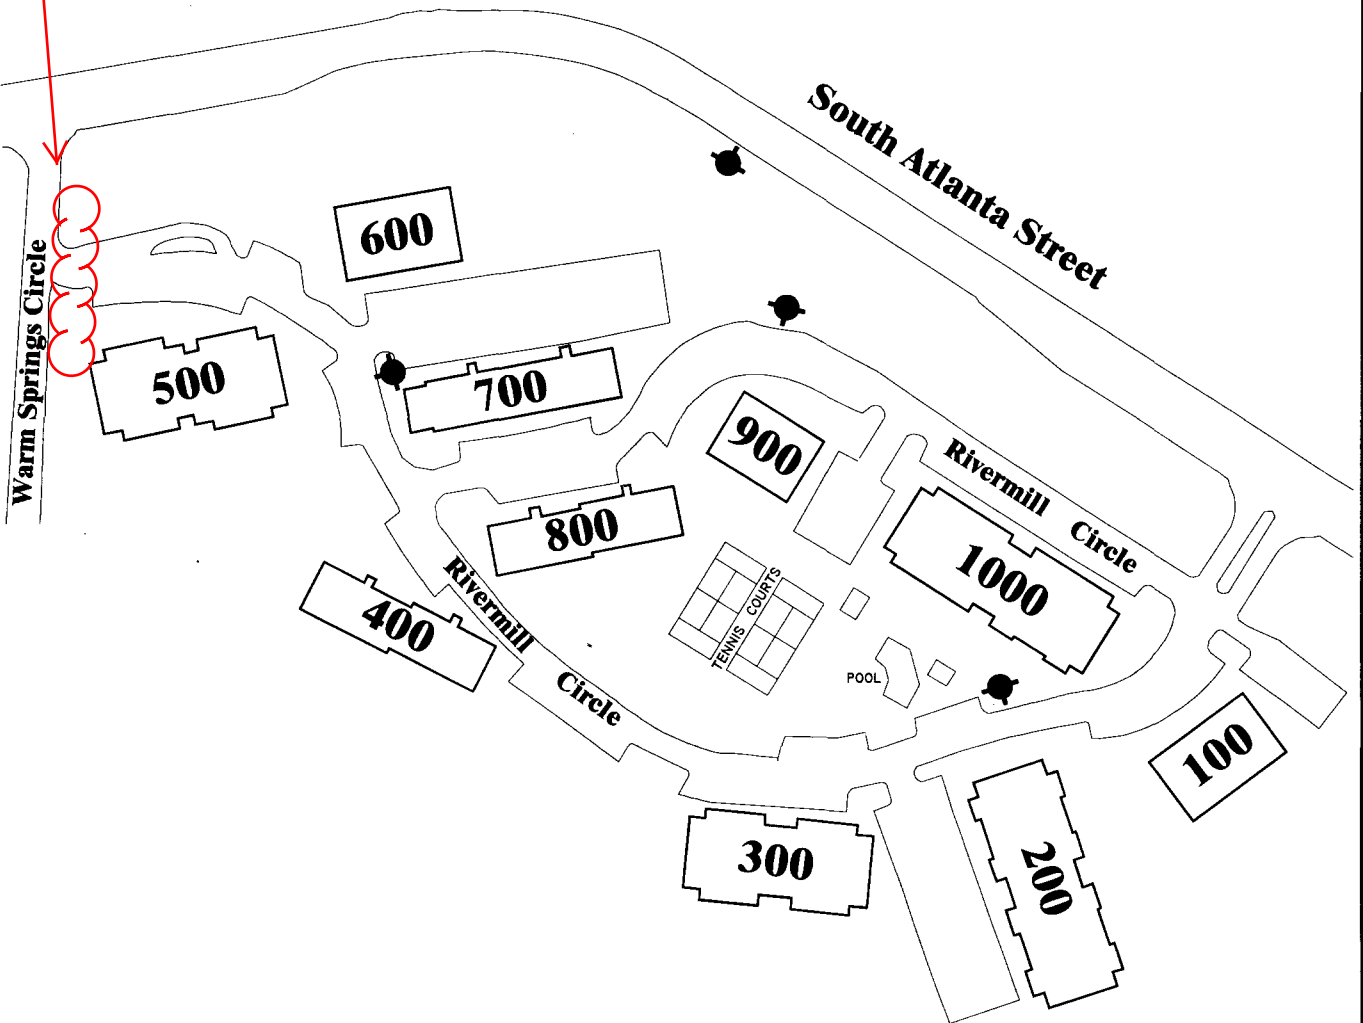 South Atlanta Street
600
Warm Springs Circle
500
700
900
Rivermill Circle
800
1000
TENNIS COURTS
Rivermill
400
Circle
POOL
100
300
200